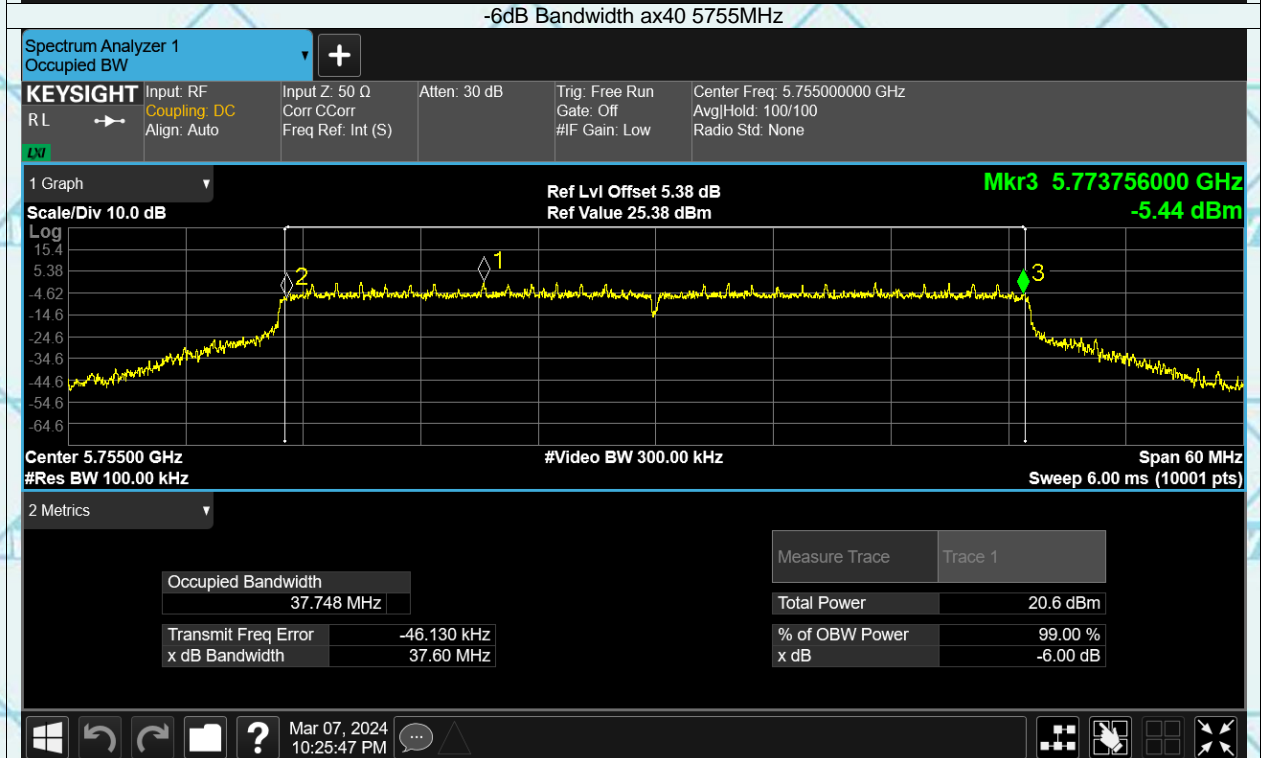 -6dB Bandwidth ax40 5755MHz
Spectrum Analyzer 1
Occupied BW
KEYSIGHT
R L
LXI
Input: RF
Coupling: DC
Align: Auto
Input Z: 50 Ω
Corr CCorr
Freq Ref: Int (S)
Atten: 30 dB
Trig: Free Run
Gate: Off
#IF Gain: Low
Center Freq: 5.755000000 GHz
Avg|Hold: 100/100
Radio Std: None
1 Graph
Scale/Div 10.0 dB
Ref Lvl Offset 5.38 dB
Ref Value 25.38 dBm
Mkr3 5.773756000 GHz
-5.44 dBm
Log
15.4
5.38
-4.62
-14.6
-24.6
-34.6
-44.6
-54.6
-64.6
2
1
3
Center 5.75500 GHz
#Res BW 100.00 kHz
#Video BW 300.00 kHz
Span 60 MHz
Sweep 6.00 ms (10001 pts)
2 Metrics
Measure Trace Trace 1
Occupied Bandwidth
37.748 MHz
Total Power 20.6 dBm
Transmit Freq Error -46.130 kHz
% of OBW Power 99.00 %
x dB Bandwidth 37.60 MHz
x dB -6.00 dB
Mar 07, 2024
10:25:47 PM